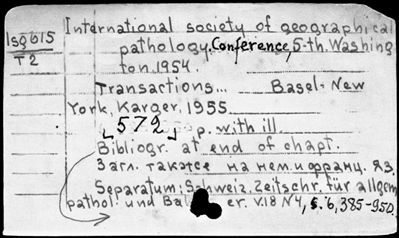 Isg615
T2
International society of geographical
pathology. Conference, 5-th. Washing
ton, 1954.
Transactions... Basel-New
York, Karger, 1955
[572] p. with ill.
Bibliogr. at end of chapt.
Загл. также на нем. и франц. яз.
Separatum: Schweiz. Zeitschr. für allgem.
pathol. und Ba er. v.18 N4, s. 6, 385-950.